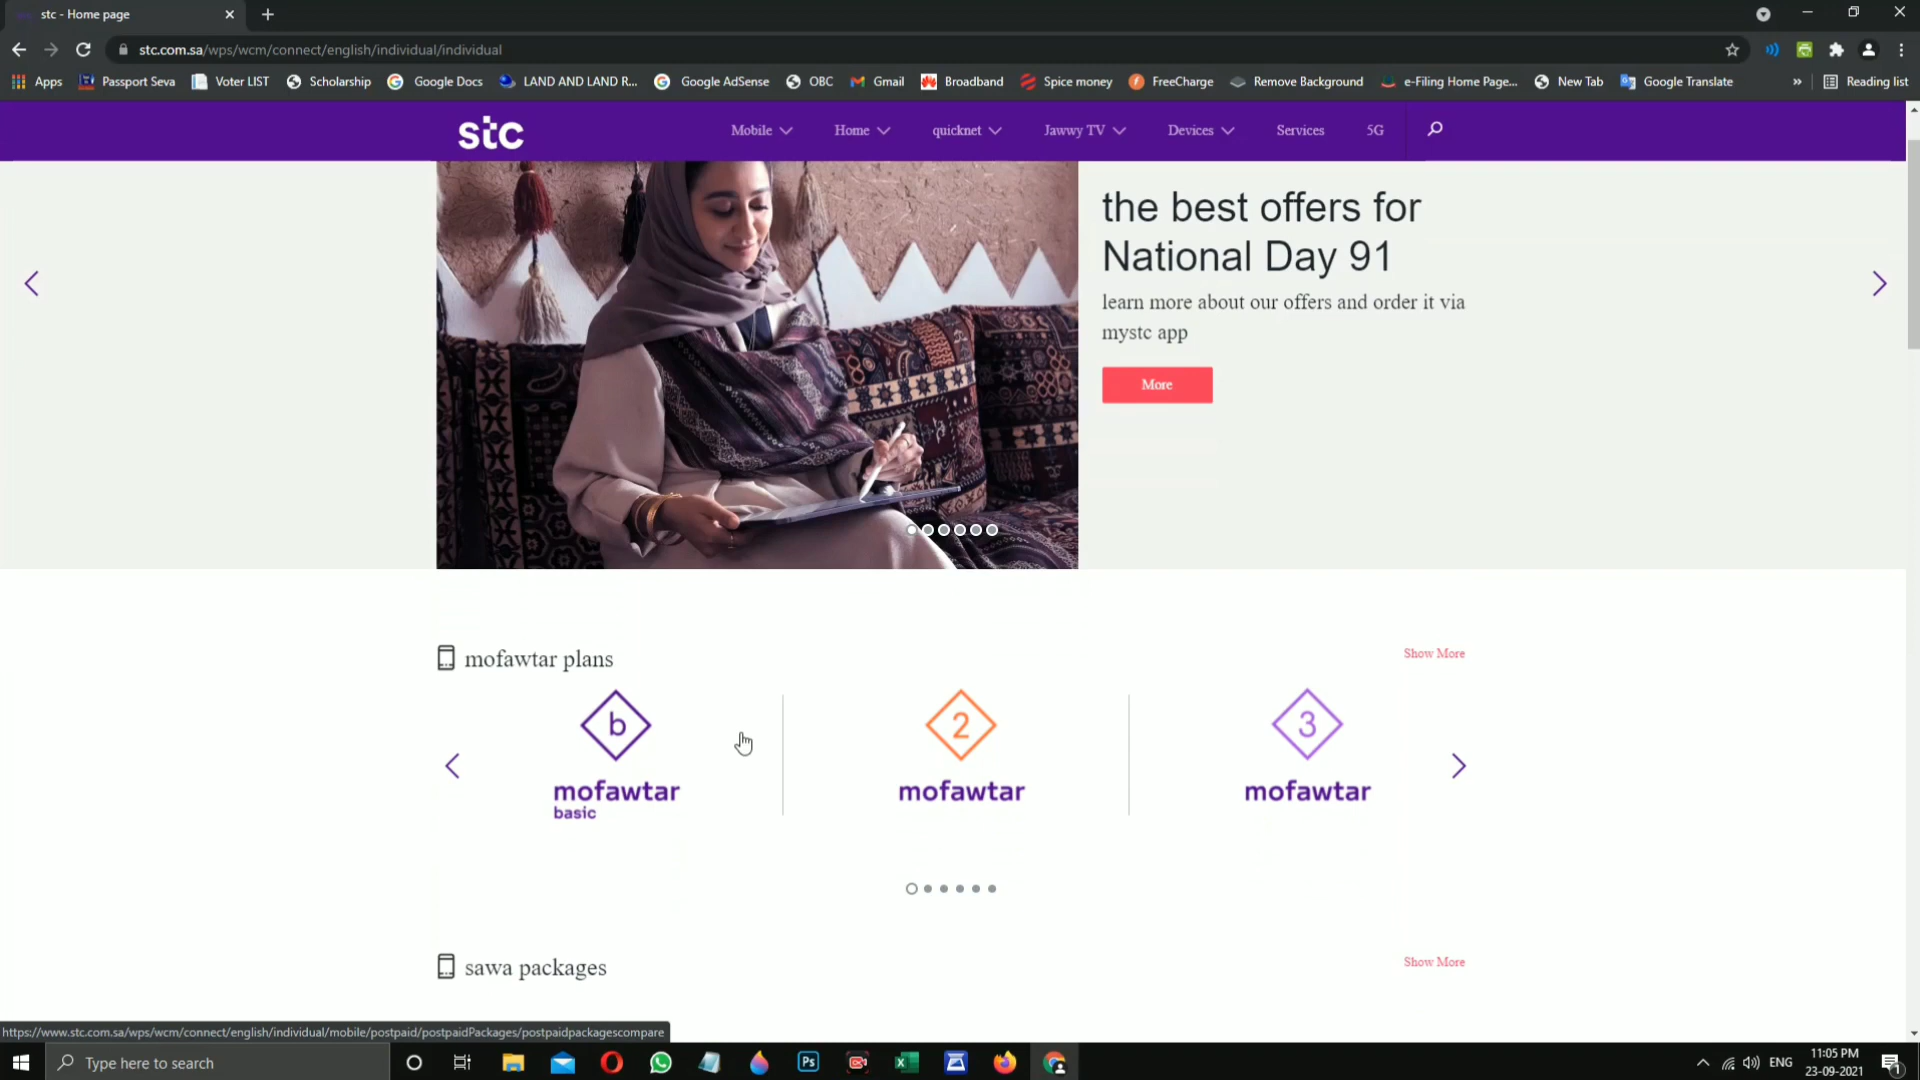 stc - Home page
stc.com.sa/wps/wcm/connect/english/individual/individual
Apps Passport Seva Voter LIST Scholarship Google Docs LAND AND LAND R... Google AdSense OBC Gmail Broadband Spice money FreeCharge Remove Background e-Filing Home Page... New Tab Google Translate » Reading list
stc Mobile Home quicknet Jawwy TV Devices Services 5G
the best offers for
National Day 91
learn more about our offers and order it via
mystc app
More
mofawtar plans Show More
b 2 3
mofawtar mofawtar mofawtar
basic
sawa packages Show More
https://www.stc.com.sa/wps/wcm/connect/english/individual/mobile/postpaid/postpaidPackages/postpaidpackagescompare
Type here to search Ps ENG 11:05 PM
23-09-2021 1